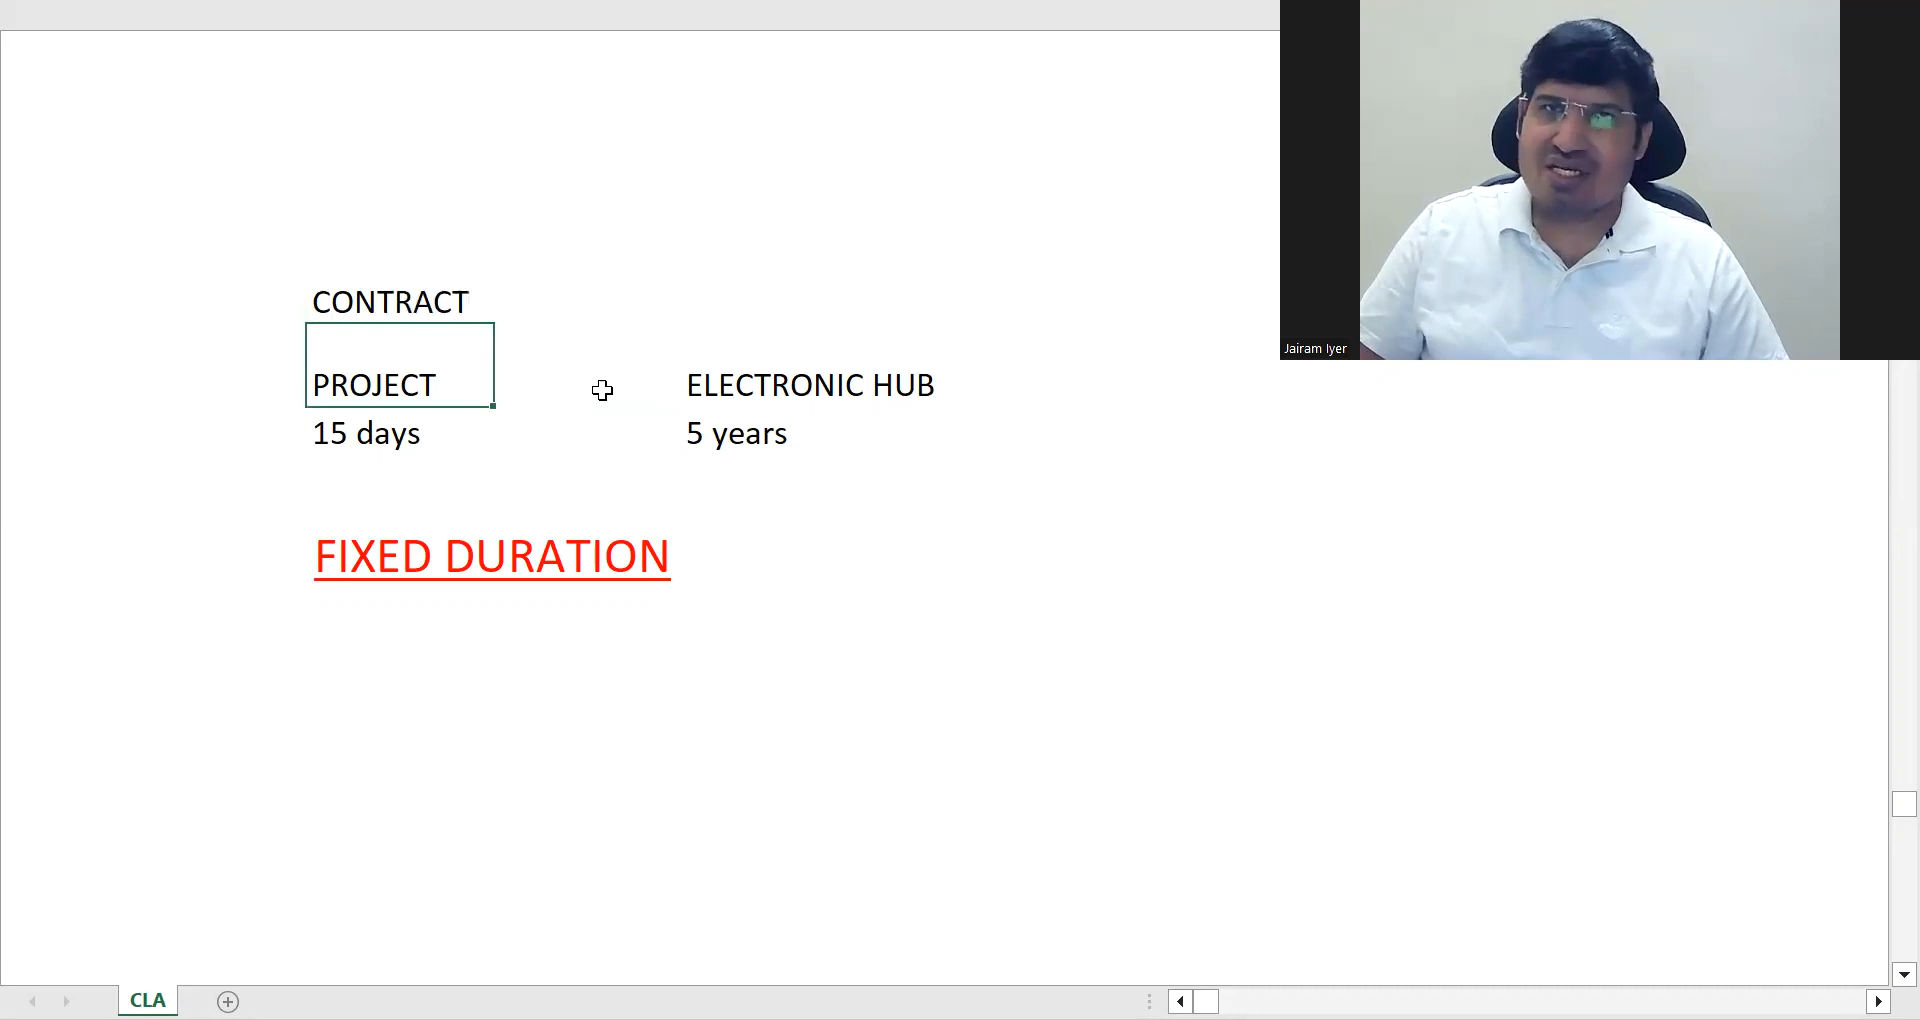 CONTRACT
PROJECT
ELECTRONIC HUB
15 days
5 years
FIXED DURATION
Jairam Iyer
CLA